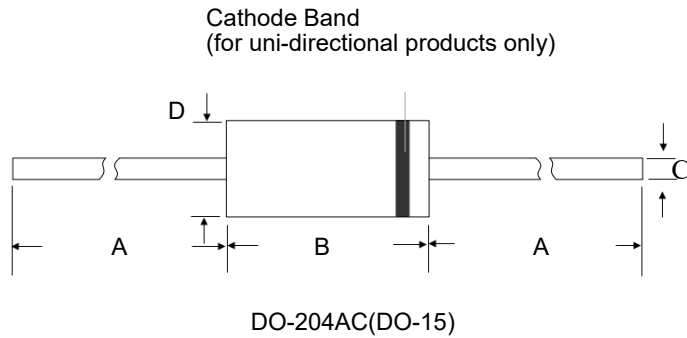 Cathode Band
(for uni-directional products only)
D
C
A
B
A
DO-204AC(DO-15)